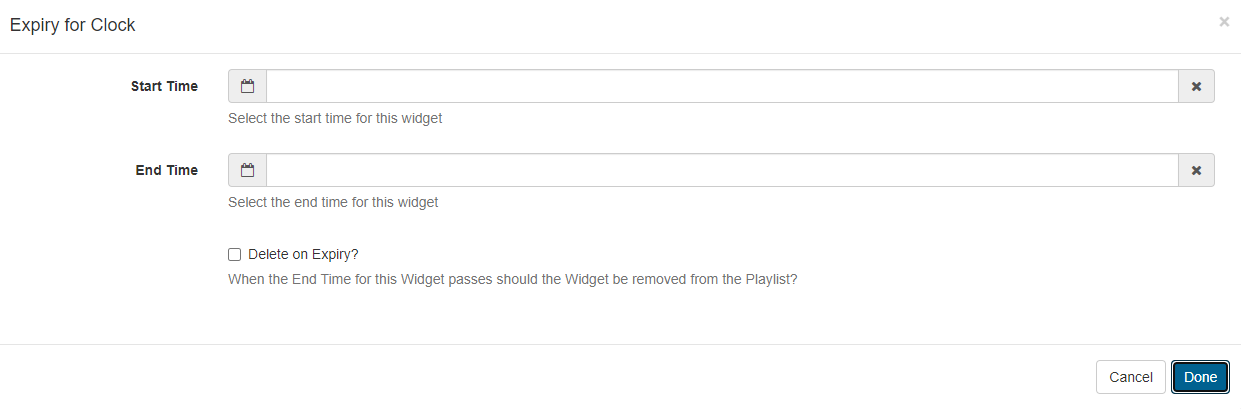 Expiry for Clock
Start Time
Select the start time for this widget
End Time
Select the end time for this widget
Delete on Expiry?
When the End Time for this Widget passes should the Widget be removed from the Playlist?
Cancel Done